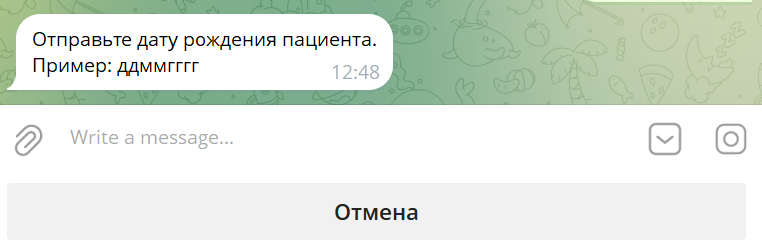 Отправьте дату рождения пациента.
Пример: ддммгггг
12:48
Write a message...
Отмена